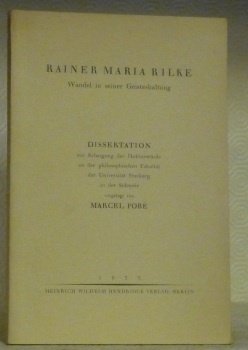 RAINER MARIA RILKE
Wandel in seiner Geisteshaltung
DISSERTATION
zur Erlangung der Doktorwürde
an der philosophischen Fakultät
der Universität Freiburg
in der Schweiz
vorgelegt von
MARCEL POBÉ
HEINRICH WILHELM HENDRIOCK VERLAG · BERLIN